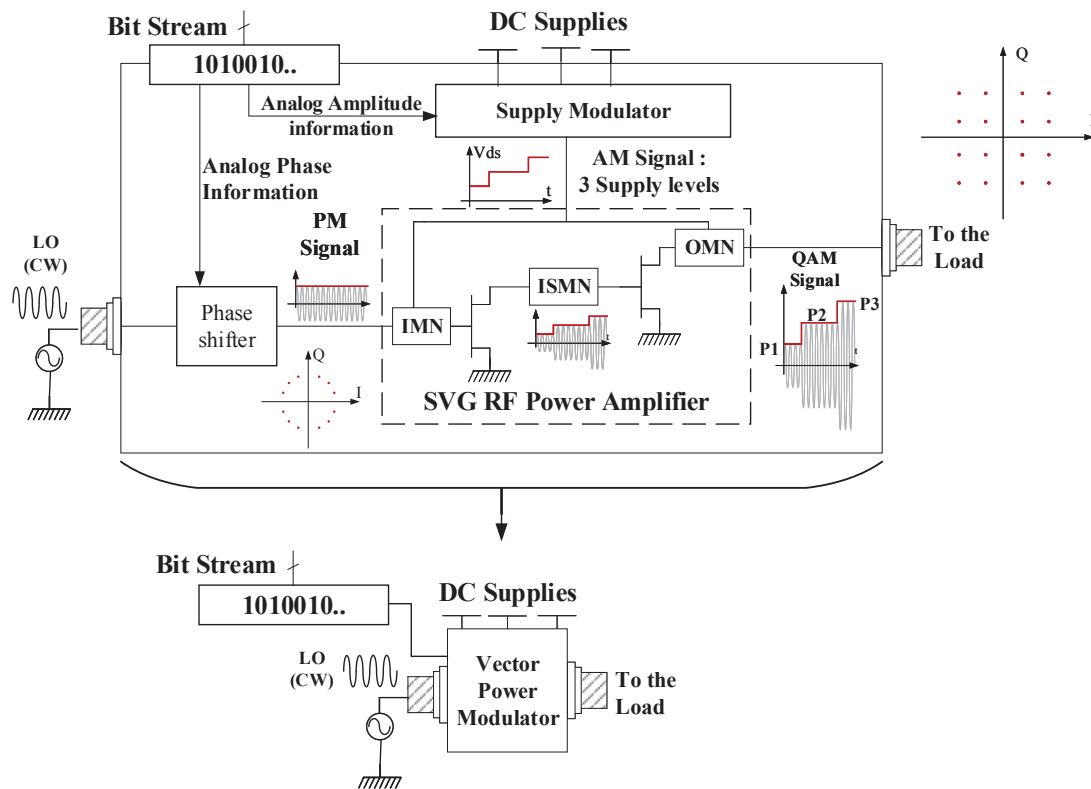 Bit Stream
1010010..
DC Supplies
Analog Amplitude
information
Supply Modulator
Q
Analog Phase
Information
Vds
t
AM Signal :
3 Supply levels
PM
Signal
LO
(CW)
Phase
shifter
IMN
ISMN
OMN
t
QAM
Signal
P1
P2
P3
t
To the
Load
Q
I
SVG RF Power Amplifier
Bit Stream
1010010..
DC Supplies
LO
(CW)
Vector
Power
Modulator
To the
Load